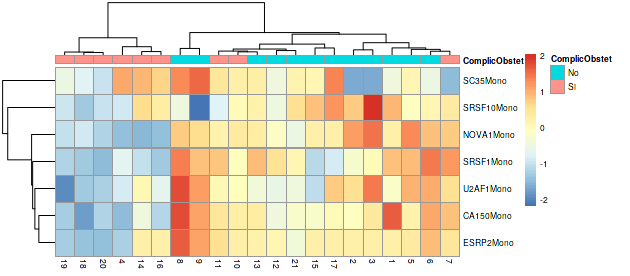 ComplicObstet
SC35Mono
SRSF10Mono
NOVA1Mono
SRSF1Mono
U2AF1Mono
CA150Mono
ESRP2Mono
19 18 20 4 14 16 8 9 11 10 13 12 21 15 17 2 3 1 5 6 7
2
1
0
-1
-2
ComplicObstet
No
SI